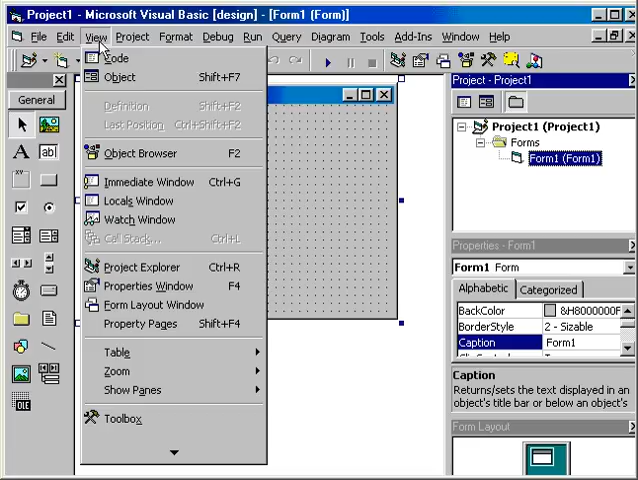 Project1 - Microsoft Visual Basic [design] - [Form1 (Form)]
File Edit View Project Format Debug Run Query Diagram Tools Add-Ins Window Help
General
A
ab|
xy
OLE
Code
Object Shift+F7
Definition Shift+F2
Last Position Ctrl+Shift+F2
Object Browser F2
Immediate Window Ctrl+G
Locals Window
Watch Window
Call Stack... Ctrl+L
Project Explorer Ctrl+R
Properties Window F4
Form Layout Window
Property Pages Shift+F4
Table
Zoom
Show Panes
Toolbox
Project - Project1
Project1 (Project1)
Forms
Form1 (Form1)
Properties - Form1
Form1 Form
Alphabetic Categorized
BackColor &H8000000F
BorderStyle 2 - Sizable
Caption Form1
Caption
Returns/sets the text displayed in an
object's title bar or below an object's
Form Layout